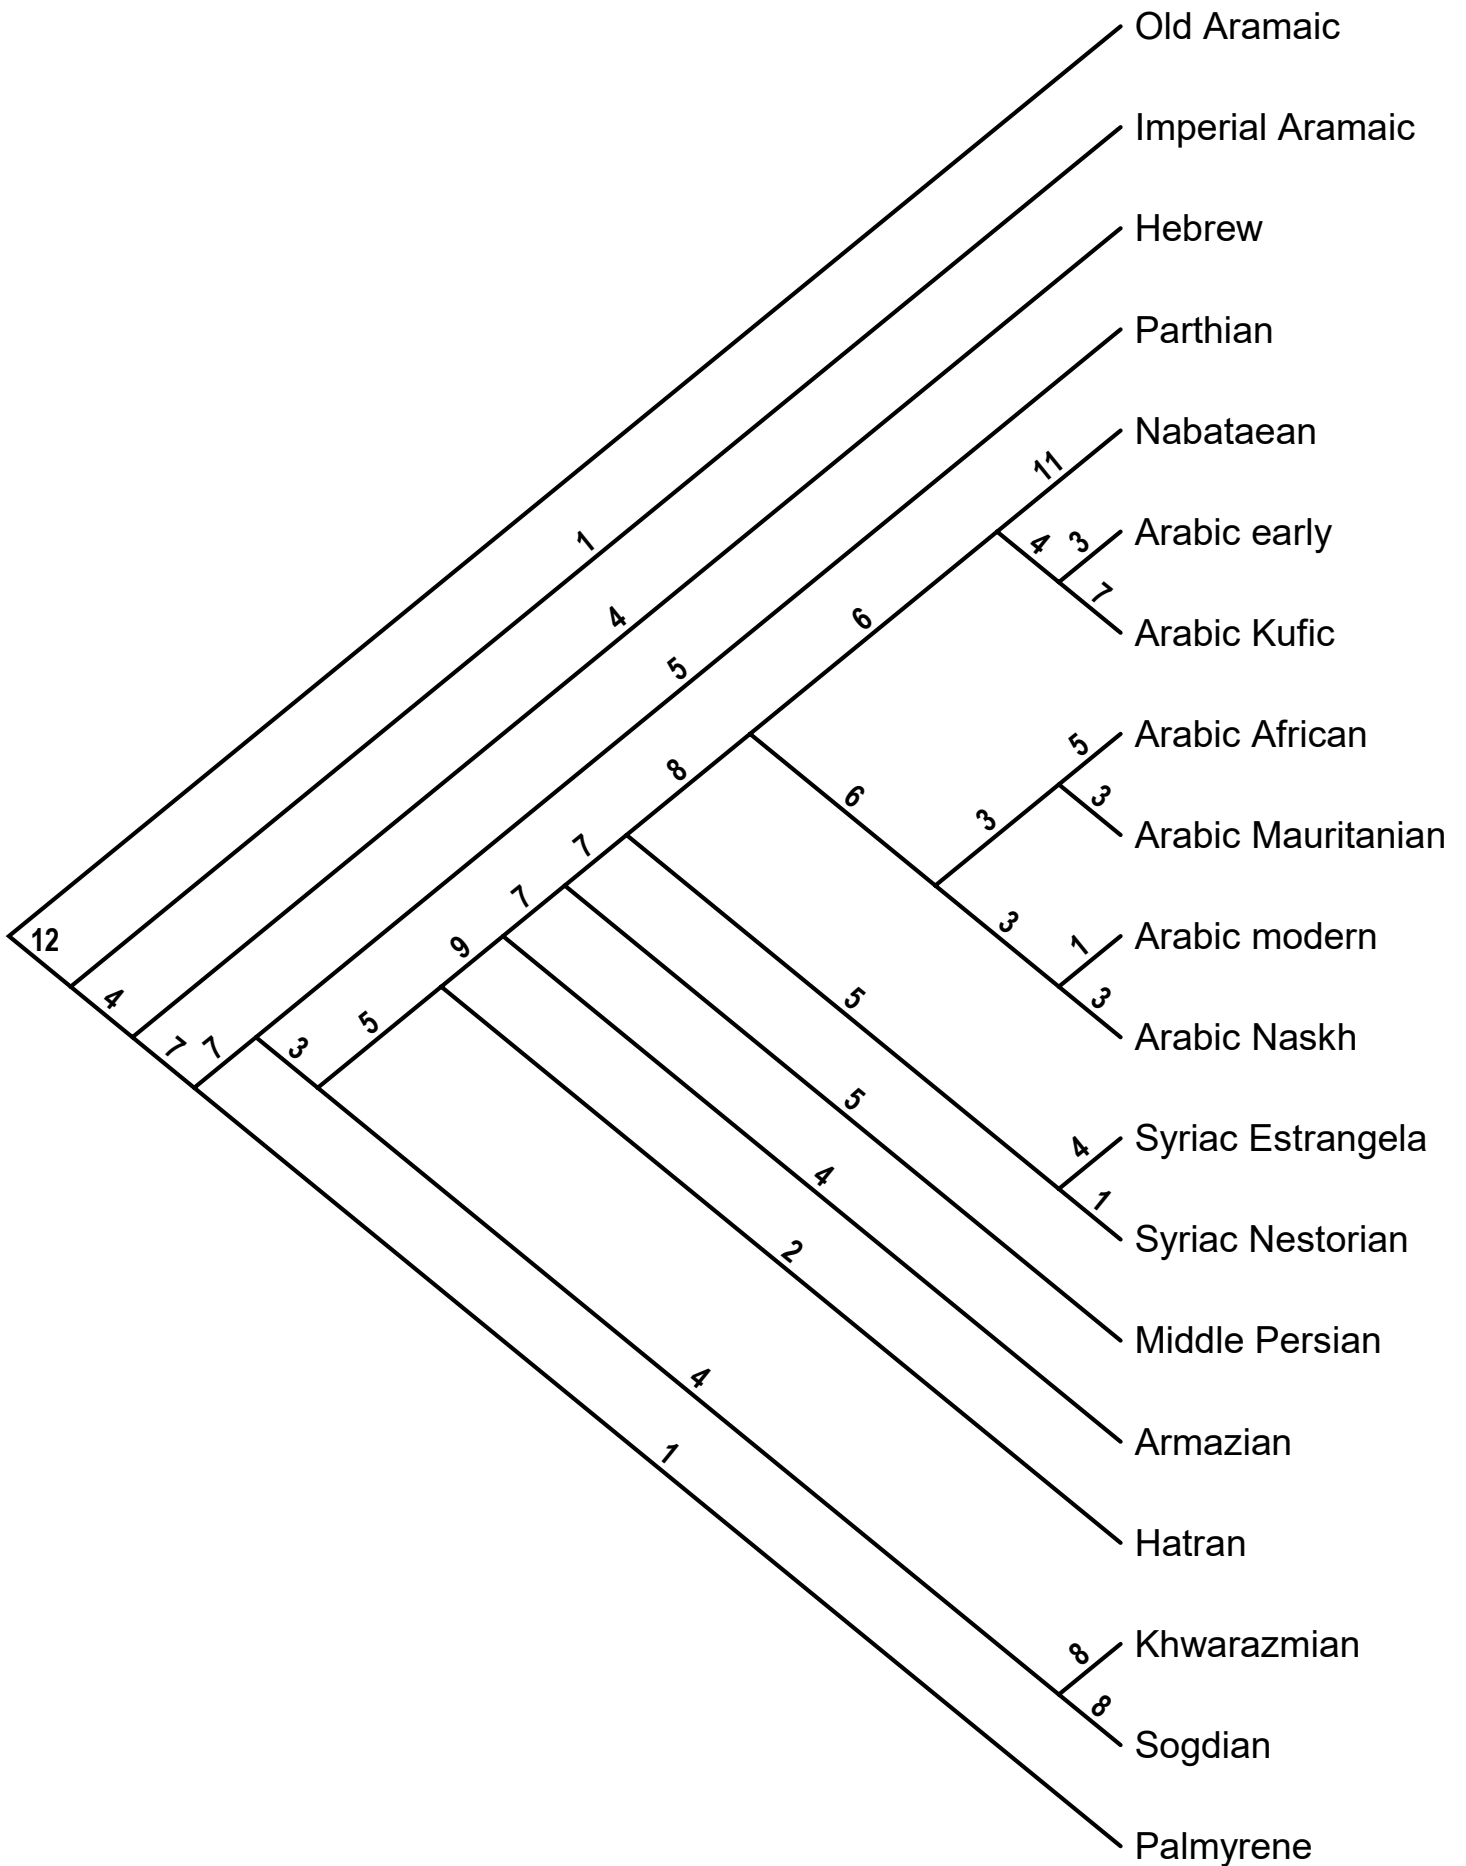 Old Aramaic
Imperial Aramaic
Hebrew
Parthian
Nabataean
11
Arabic early
4 3
7
Arabic Kufic
1
4
6
5
Arabic African
5
8
3
6
3
Arabic Mauritanian
7
7
3
1
Arabic modern
12
9
4
5
3
5
Arabic Naskh
7 7
3
5
4
Syriac Estrangela
4
1
Syriac Nestorian
2
Middle Persian
4
Armazian
1
Hatran
8
Khwarazmian
8
Sogdian
Palmyrene